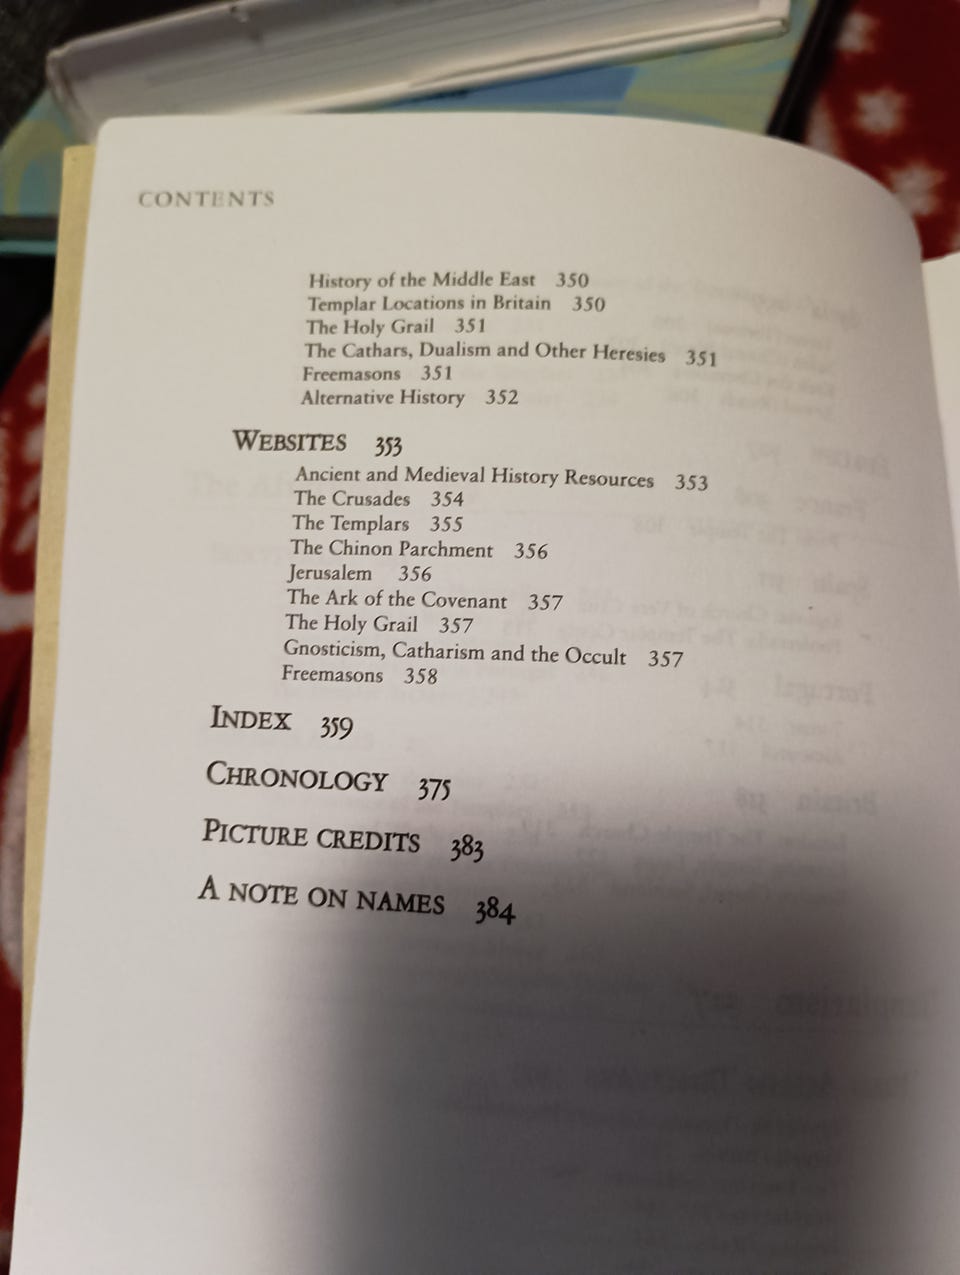 CONTENTS
History of the Middle East 350
Templar Locations in Britain 350
The Holy Grail 351
The Cathars, Dualism and Other Heresies 351
Freemasons 351
Alternative History 352
WEBSITES 353
Ancient and Medieval History Resources 353
The Crusades 354
The Templars 355
The Chinon Parchment 356
Jerusalem 356
The Ark of the Covenant 357
The Holy Grail 357
Gnosticism, Catharism and the Occult 357
Freemasons 358
INDEX 359
CHRONOLOGY 375
PICTURE CREDITS 383
A NOTE ON NAMES 384